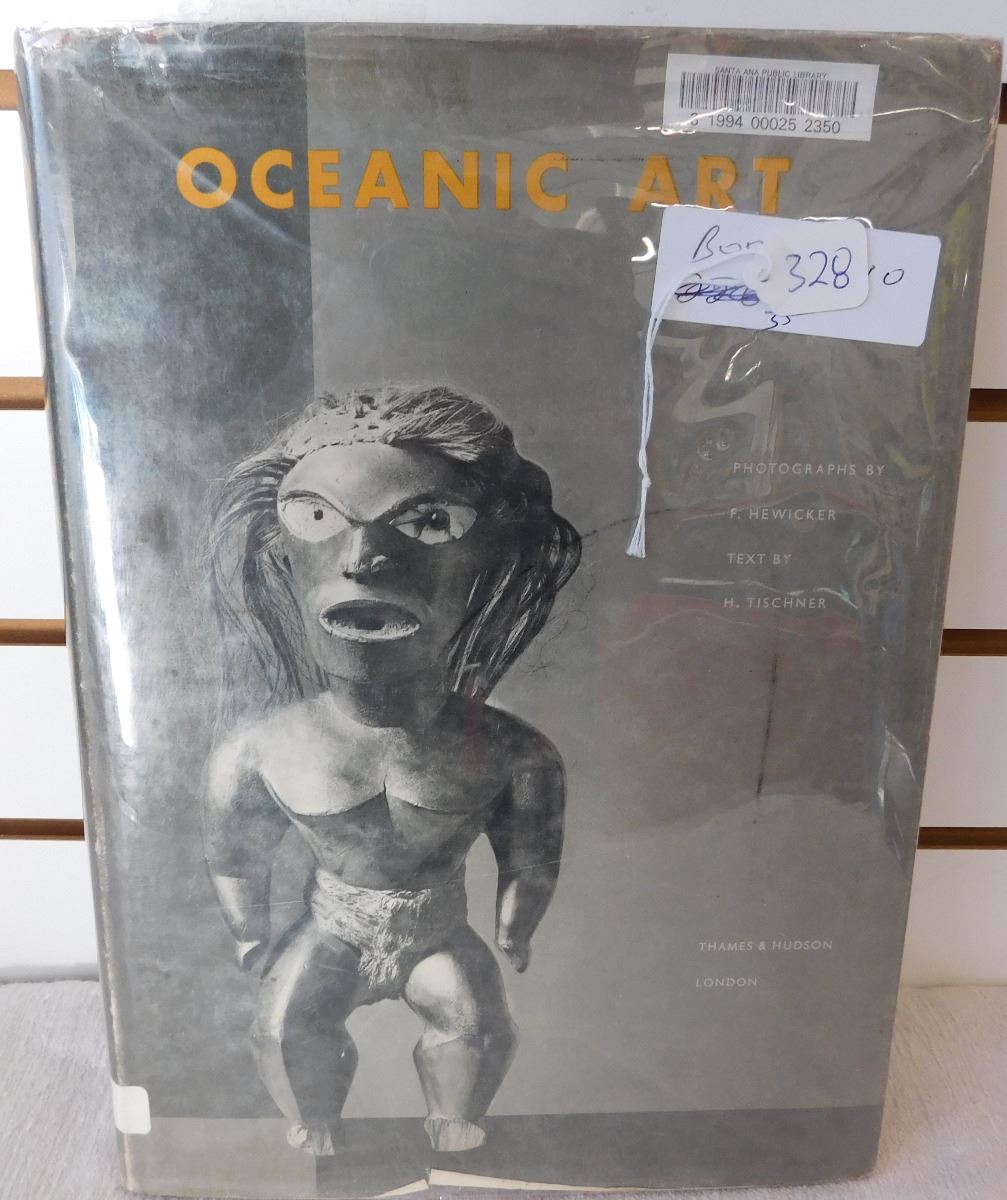 SANTA ANA PUBLIC LIBRARY
3 1994 00025 2350
OCEANIC ART
328
PHOTOGRAPHS BY
F. HEWICKER
TEXT BY
H. TISCHNER
THAMES & HUDSON
LONDON